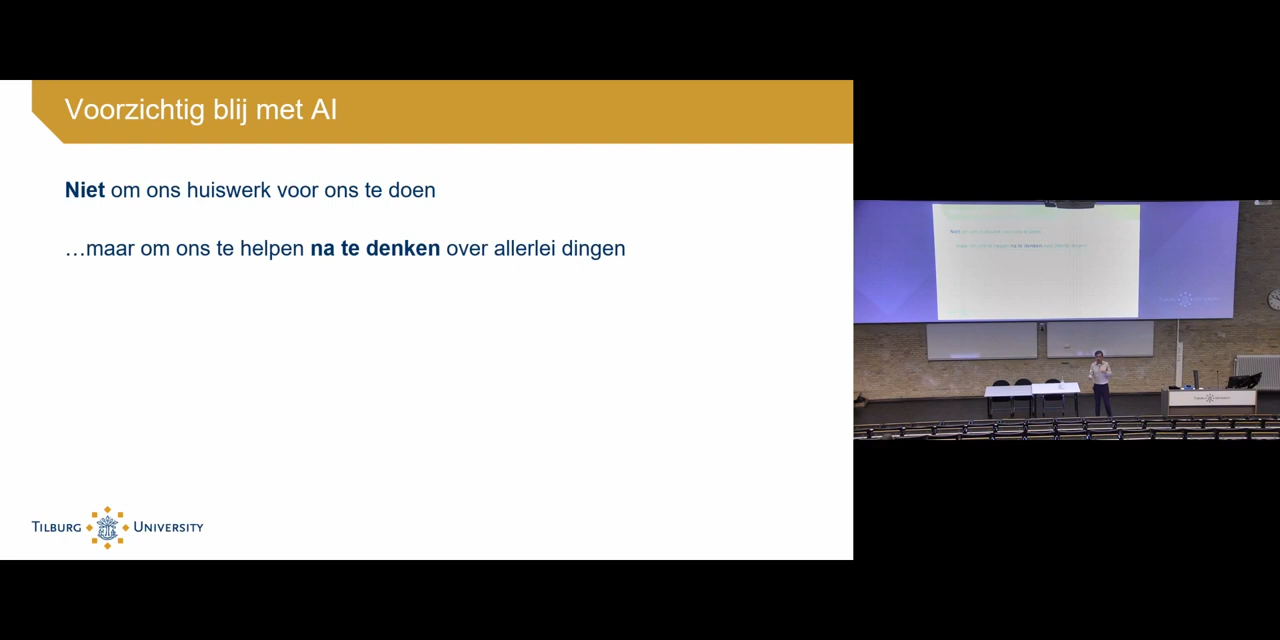 Voorzichtig blij met AI
Niet om ons huiswerk voor ons te doen
…maar om ons te helpen na te denken over allerlei dingen
TILBURG UNIVERSITY